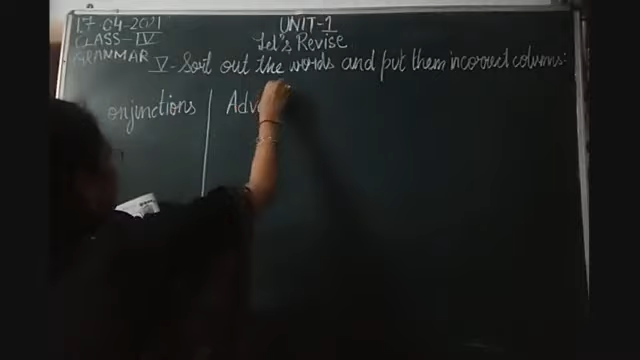 17-04-2021
UNIT-1
CLASS-IV
Let's Revise
GRAMMAR
V- Sort out the words and put them incorrect columns:
onjunctions
Adv